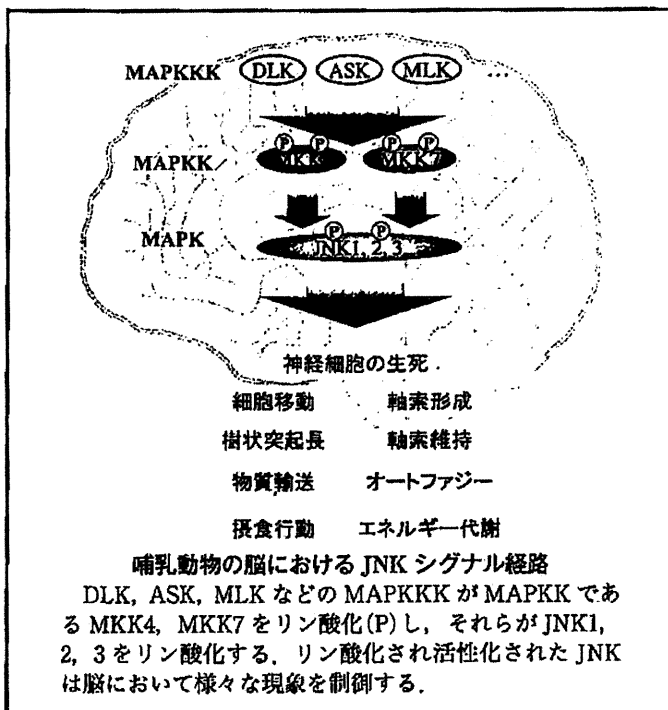 MAPKKK DLK ASK MLK …
P P P P
MAPKK MKK7
P P
MAPK JNK1, 2, 3
神経細胞の生死
細胞移動 軸索形成
樹状突起長 軸索維持
物質輸送 オートファジー
摂食行動 エネルギー代謝
哺乳動物の脳における JNK シグナル経路
DLK, ASK, MLK などの MAPKKK が MAPKK であ
る MKK4, MKK7 をリン酸化(P)し, それらが JNK1,
2, 3 をリン酸化する. リン酸化され活性化された JNK
は脳において様々な現象を制御する.